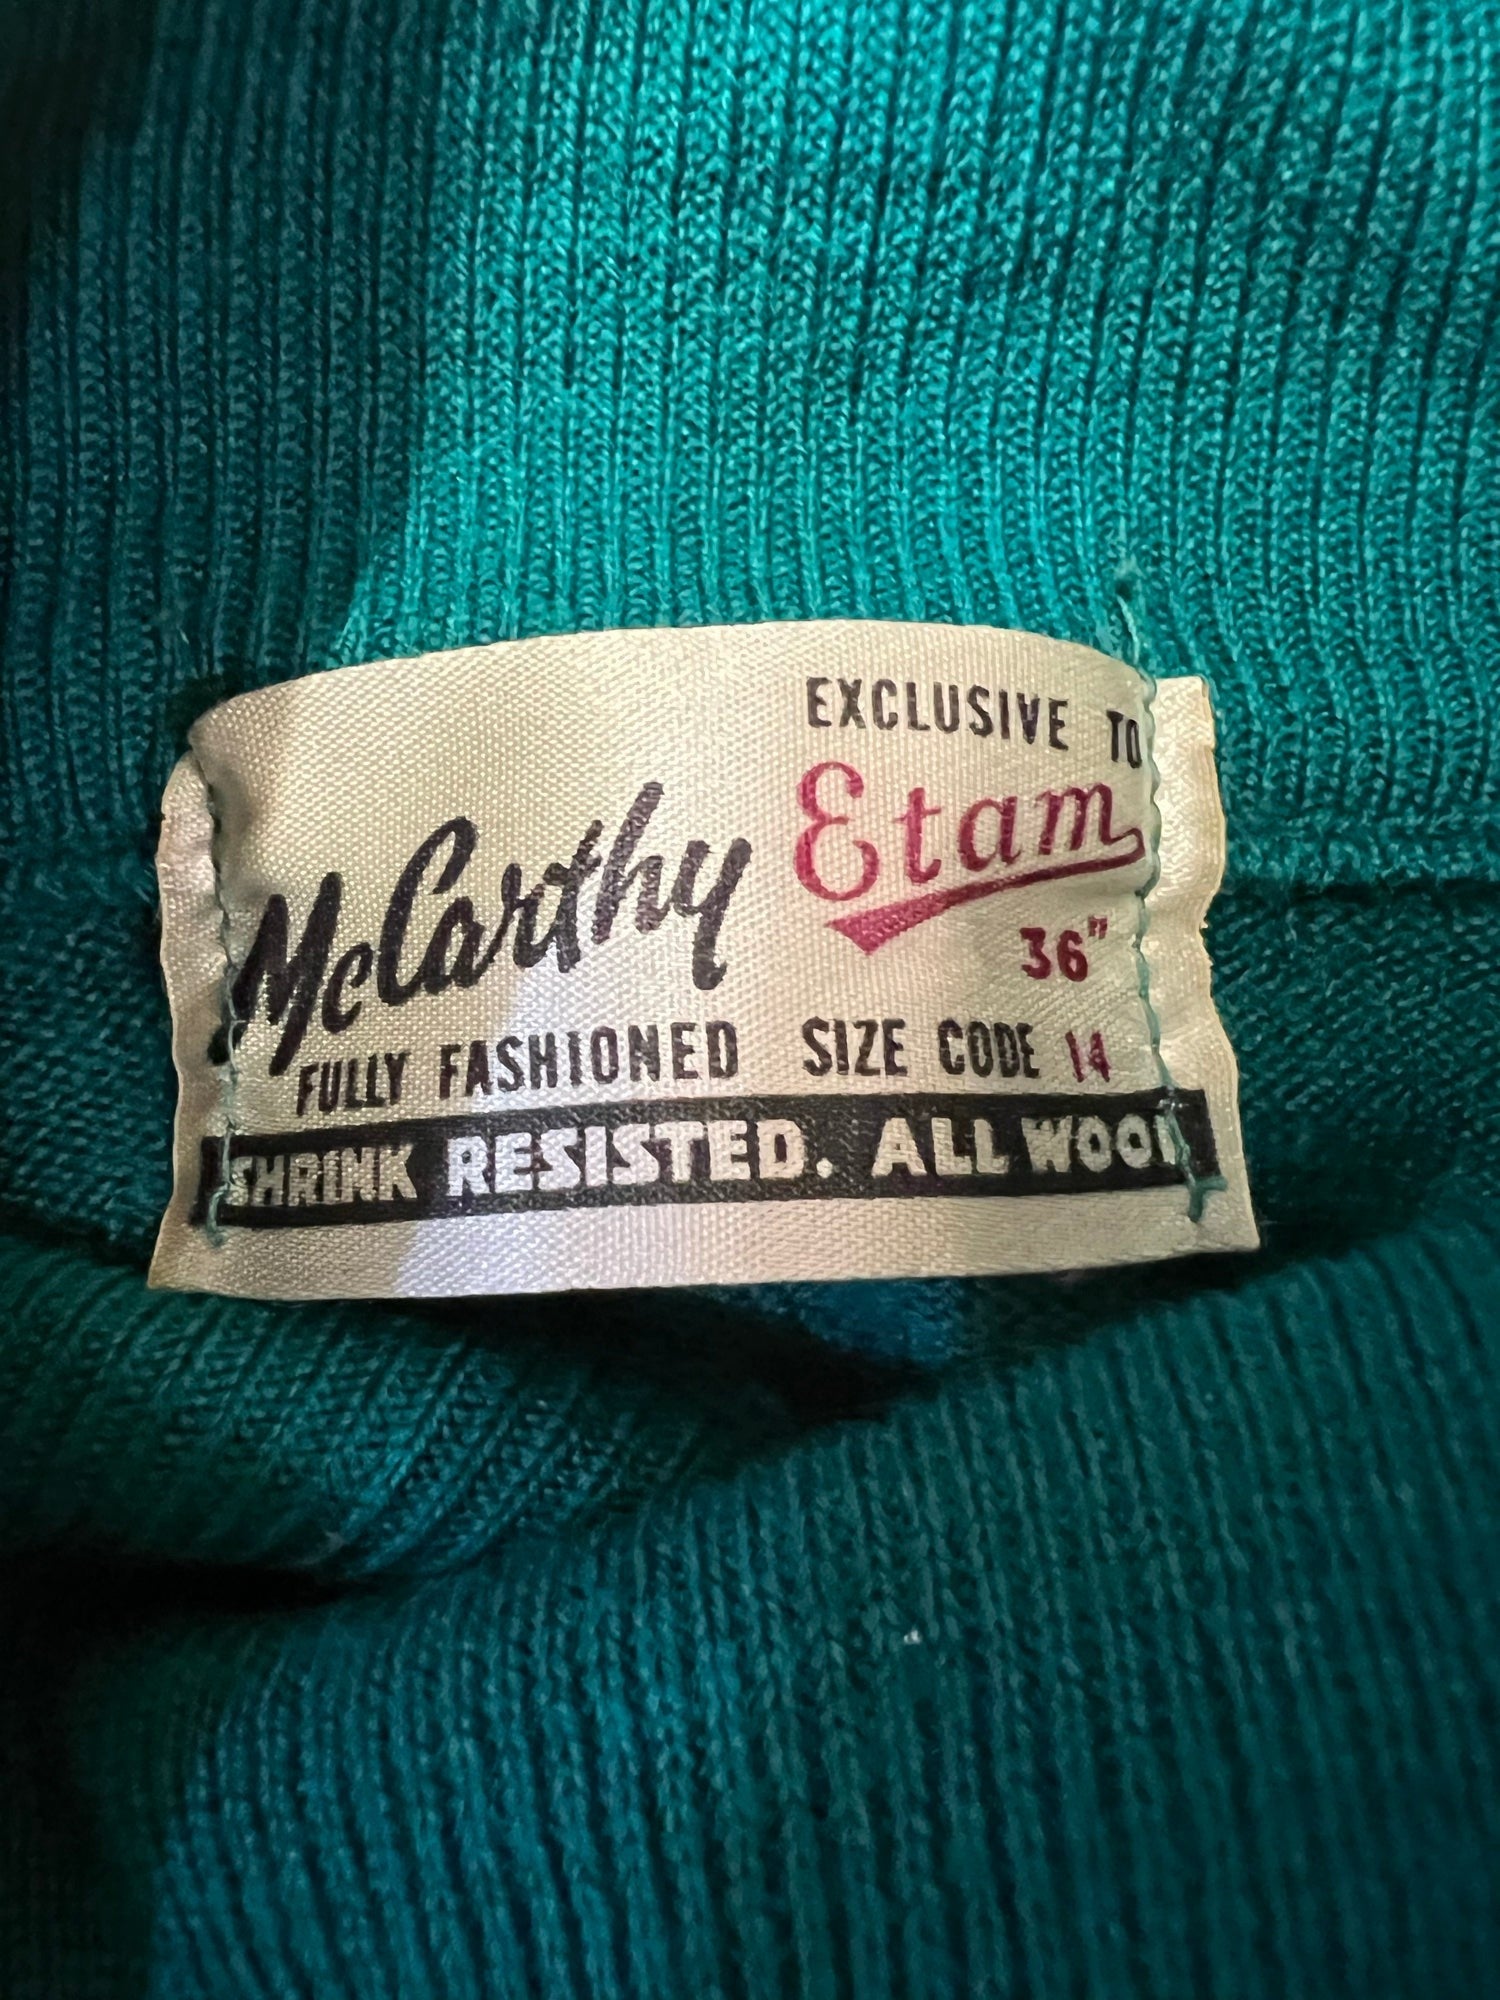 EXCLUSIVE TO
McCarthy Etam
36"
FULLY FASHIONED SIZE CODE 14
SHRINK RESISTED. ALL WOOL